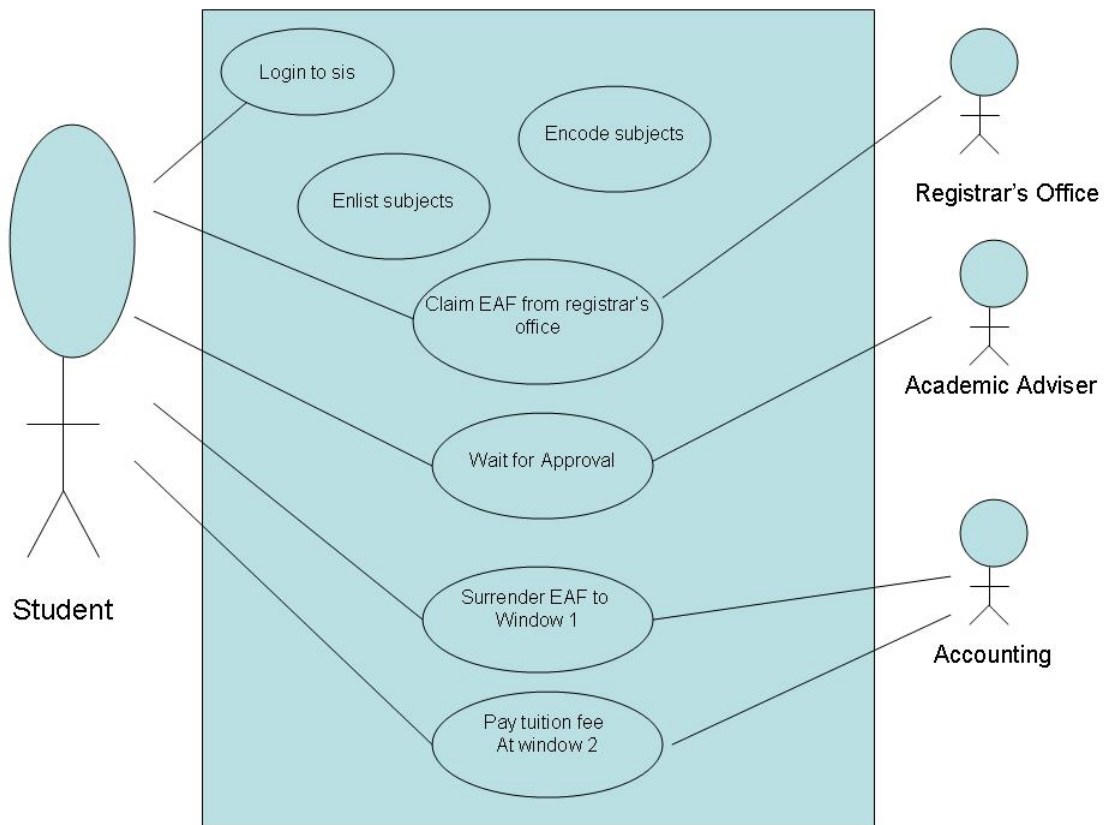 Login to sis
Encode subjects
Enlist subjects
Registrar's Office
Claim EAF from registrar's
office
Academic Adviser
Wait for Approval
Surrender EAF to
Window 1
Student
Accounting
Pay tuition fee
At window 2